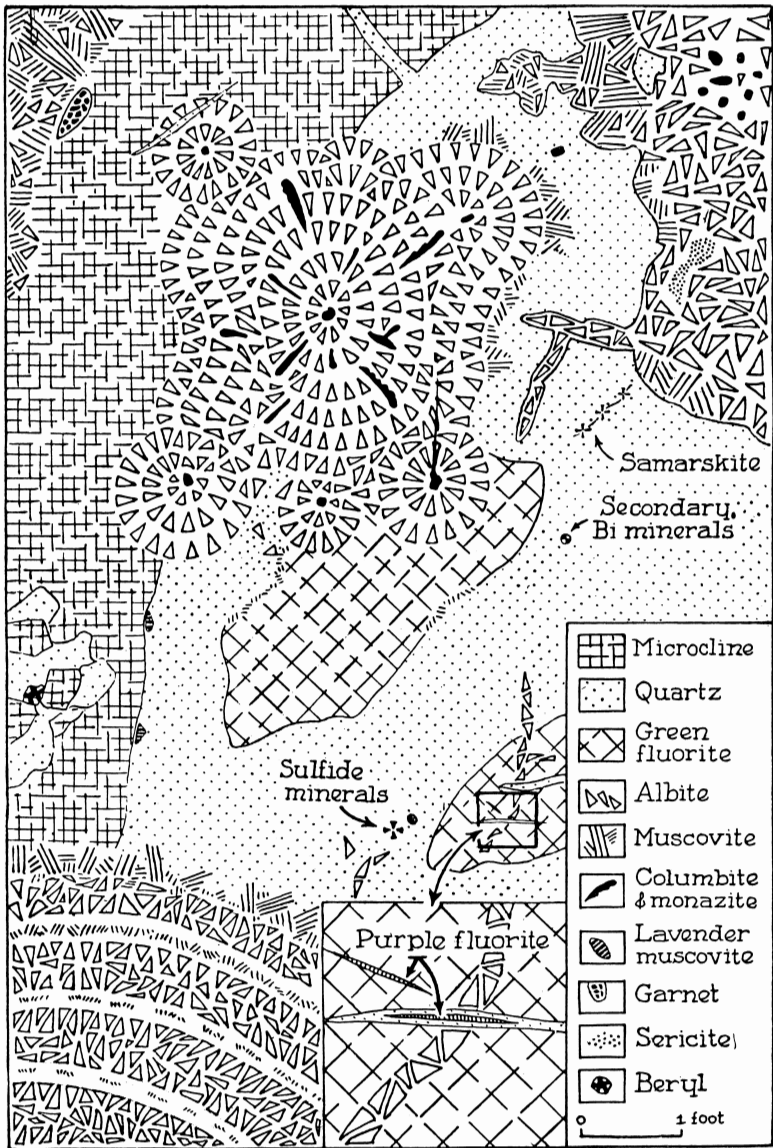 Samarskite
Secondary
Bi minerals
Sulfide
minerals
Purple fluorite
Microcline
Quartz
Green
fluorite
Albite
Muscovite
Columbite
& monazite
Lavender
muscovite
Garnet
Sericite
Beryl
0 1 foot